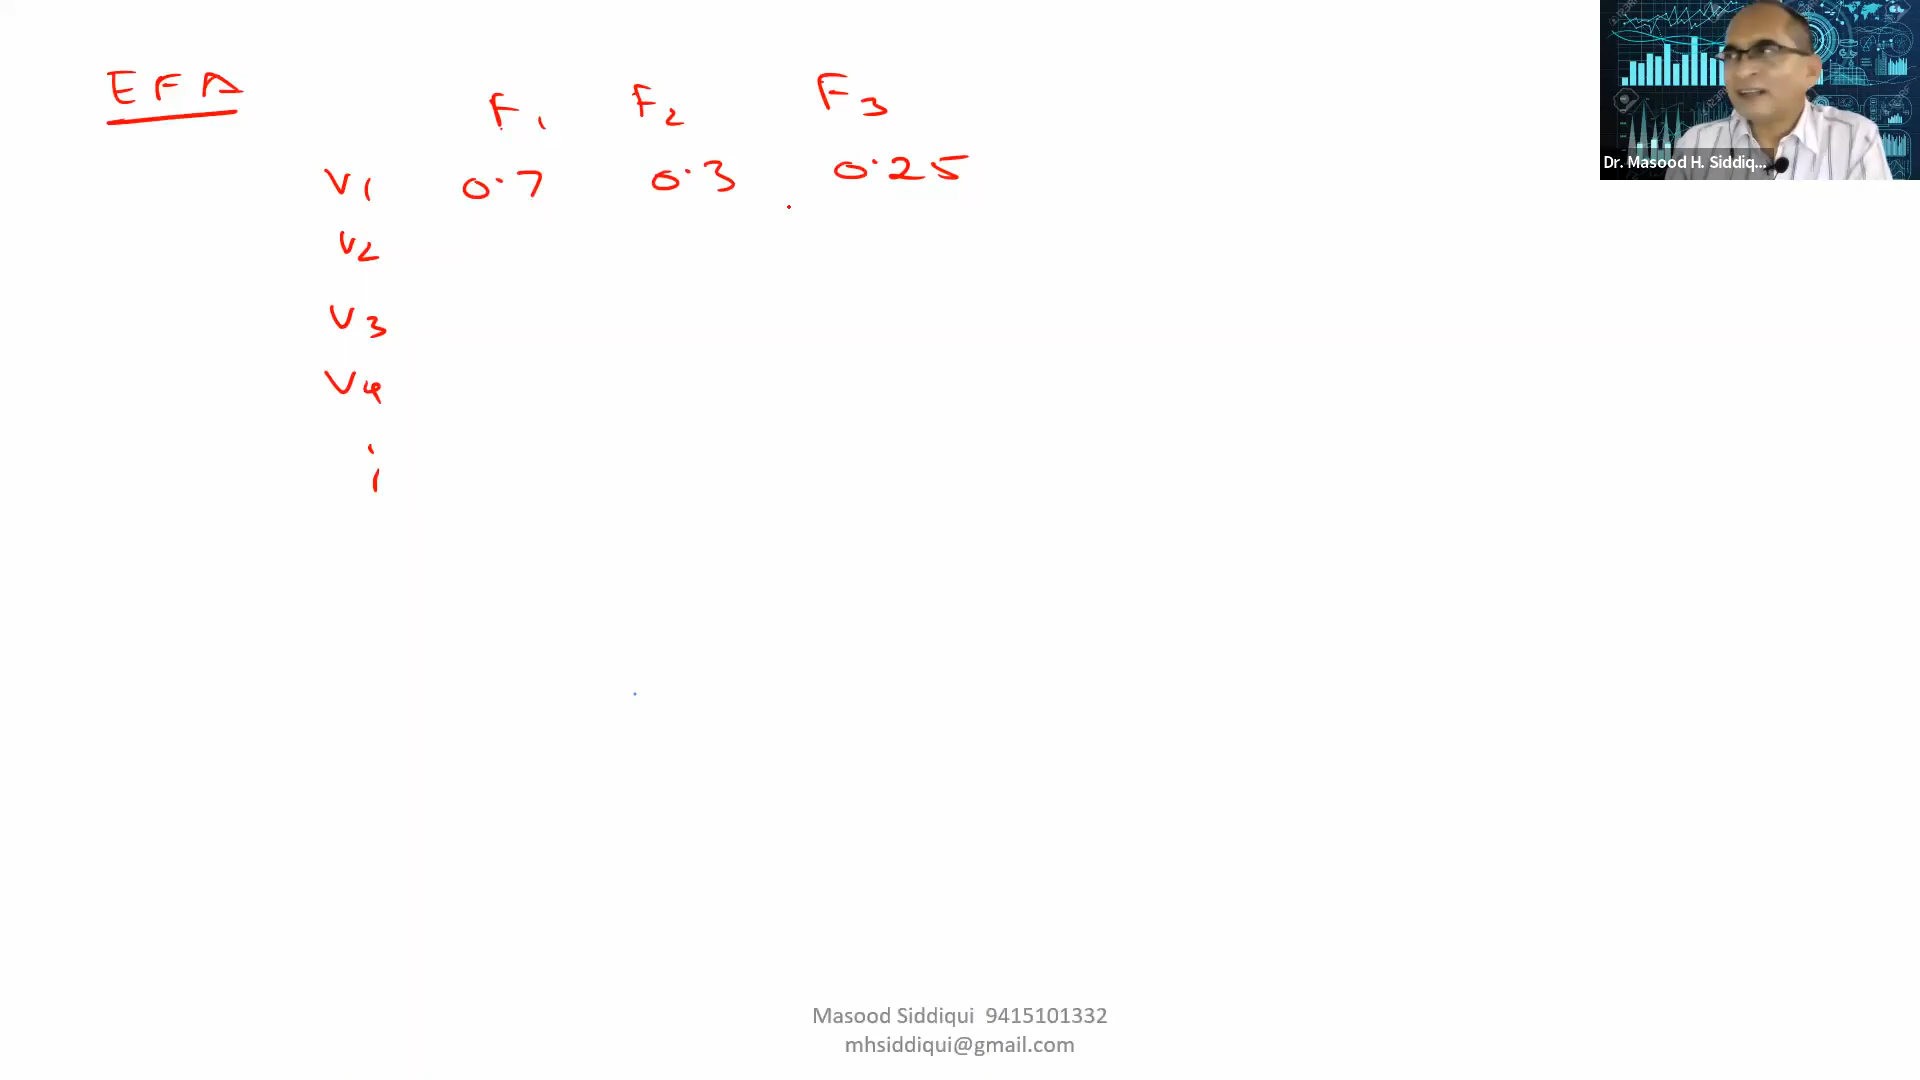 EFA
F1 F2 F3
V1 0.7 0.3 0.25
V2
V3
V4
Dr. Masood H. Siddiq...
Masood Siddiqui 9415101332
mhsiddiqui@gmail.com